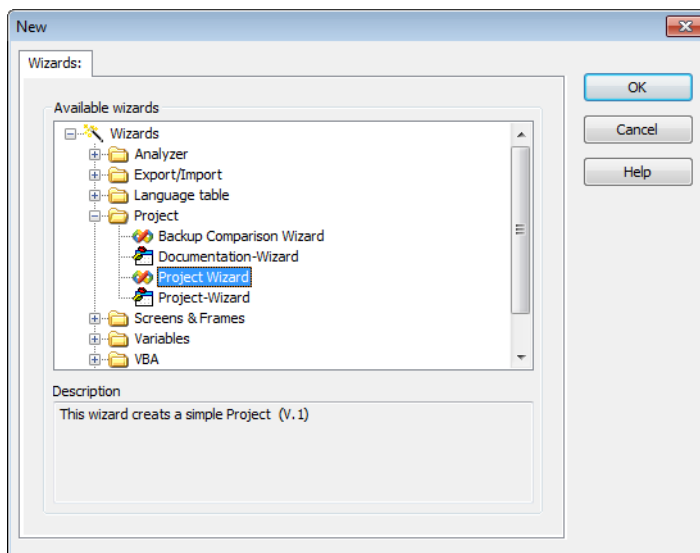 New
Wizards:
OK
Available wizards
Wizards
Cancel
Analyzer
Export/Import
Help
Language table
Project
Backup Comparison Wizard
Documentation-Wizard
Project Wizard
Project-Wizard
Screens & Frames
Variables
VBA
Description
This wizard creats a simple Project (V.1)